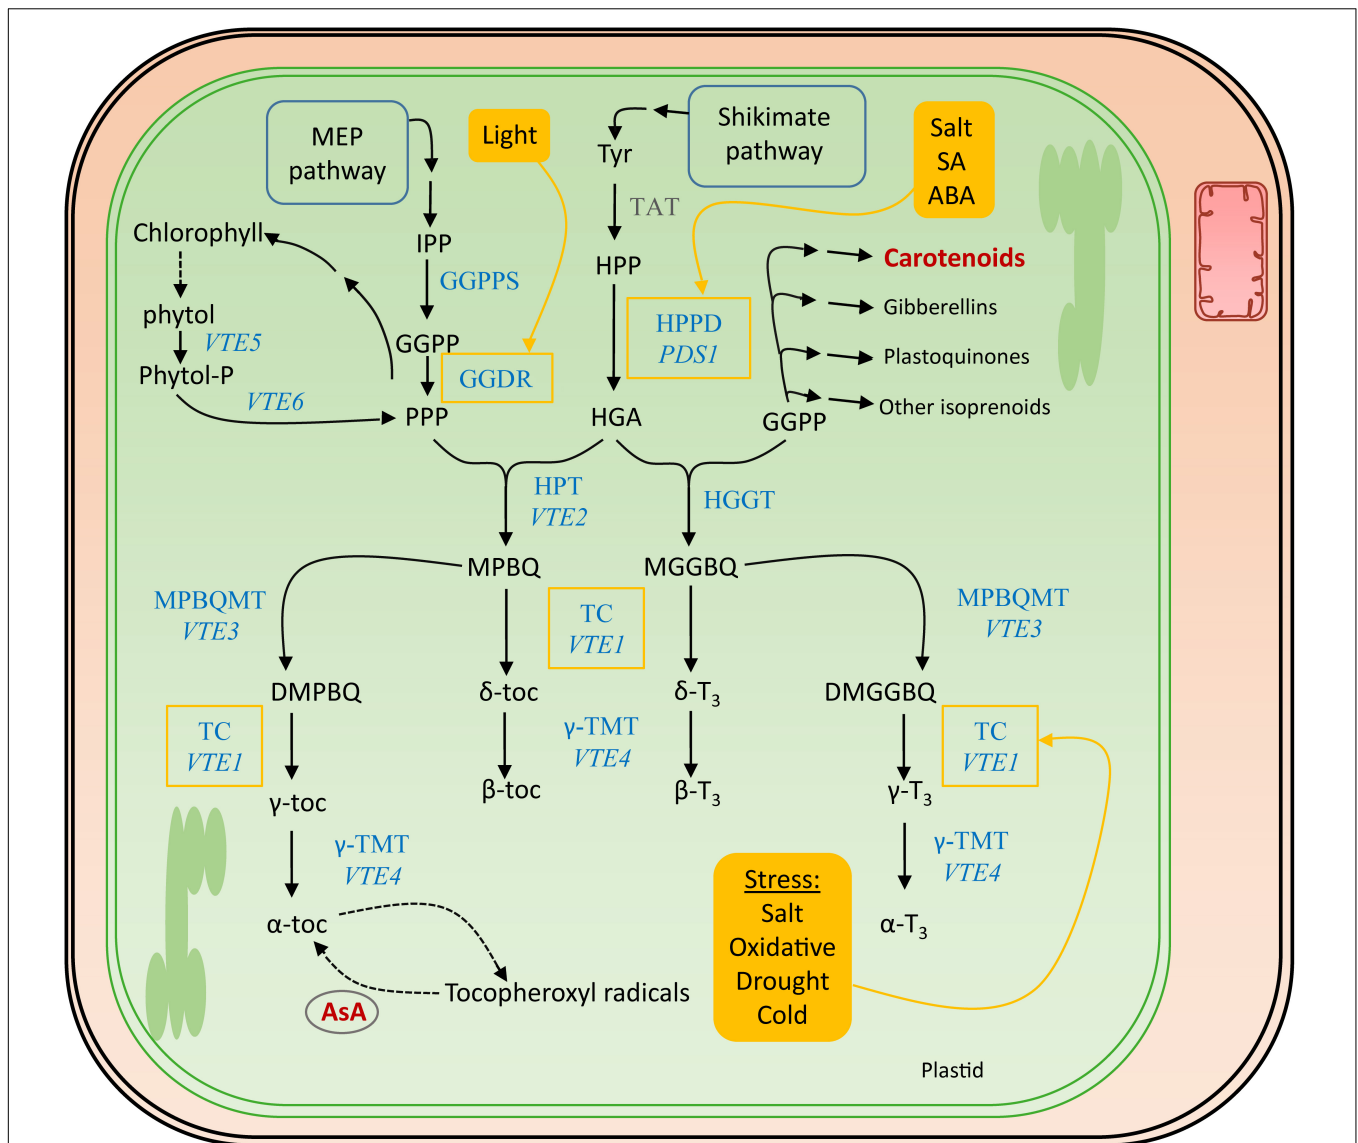 MEP
pathway
Light
Shikimate
pathway
Salt
SA
ABA
Tyr
TAT
Chlorophyll
IPP
HPP
Carotenoids
GGPPS
Gibberellins
phytol
VTE5
GGPP
HPPD
PDS1
Plastoquinones
Phytol-P
GGDR
VTE6
PPP
HGA
GGPP
Other isoprenoids
HPT
VTE2
HGGT
MPBQ
MGGBQ
MPBQMT
VTE3
TC
VTE1
MPBQMT
VTE3
DMPBQ
δ-toc
δ-T3
DMGGBQ
TC
VTE1
γ-TMT
VTE4
TC
VTE1
γ-toc
β-toc
β-T3
γ-T3
γ-TMT
VTE4
γ-TMT
VTE4
Stress:
Salt
Oxidative
Drought
Cold
α-toc
α-T3
Tocopheroxyl radicals
AsA
Plastid